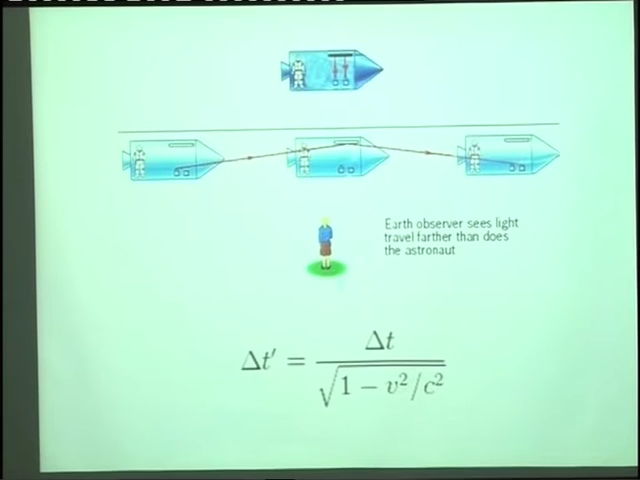 Earth observer sees light
travel farther than does
the astronaut
Δt′ = Δt / √(1 − v²/c²)